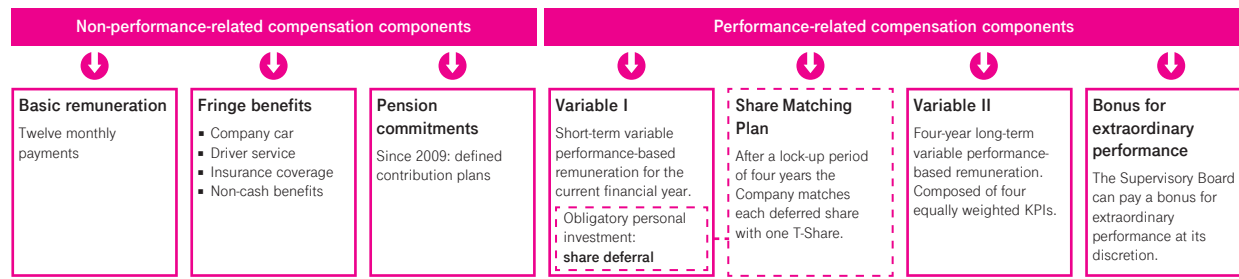 Non-performance-related compensation components
Performance-related compensation components
Basic remuneration
Twelve monthly
payments
Fringe benefits
▪ Company car
▪ Driver service
▪ Insurance coverage
▪ Non-cash benefits
Pension
commitments
Since 2009: defined
contribution plans
Variable I
Short-term variable
performance-based
remuneration for the
current financial year.
Obligatory personal
investment:
share deferral
Share Matching
Plan
After a lock-up period
of four years the
Company matches
each deferred share
with one T-Share.
Variable II
Four-year long-term
variable performance-
based remuneration.
Composed of four
equally weighted KPIs.
Bonus for
extraordinary
performance
The Supervisory Board
can pay a bonus for
extraordinary
performance at its
discretion.